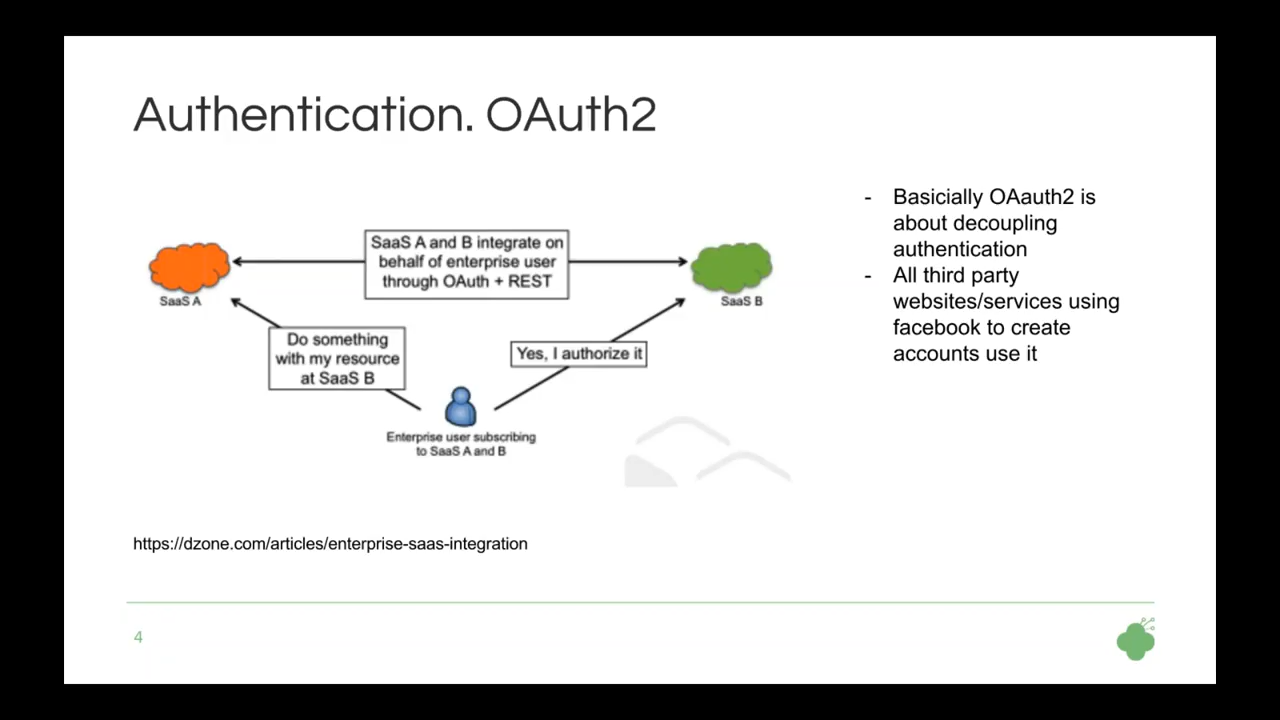 Authentication. OAuth2
SaaS A and B integrate on
behalf of enterprise user
through OAuth + REST
SaaS A
SaaS B
Do something
with my resource
at SaaS B
Yes, I authorize it
Enterprise user subscribing
to SaaS A and B
- Basicially OAauth2 is
about decoupling
authentication
- All third party
websites/services using
facebook to create
accounts use it
https://dzone.com/articles/enterprise-saas-integration
4